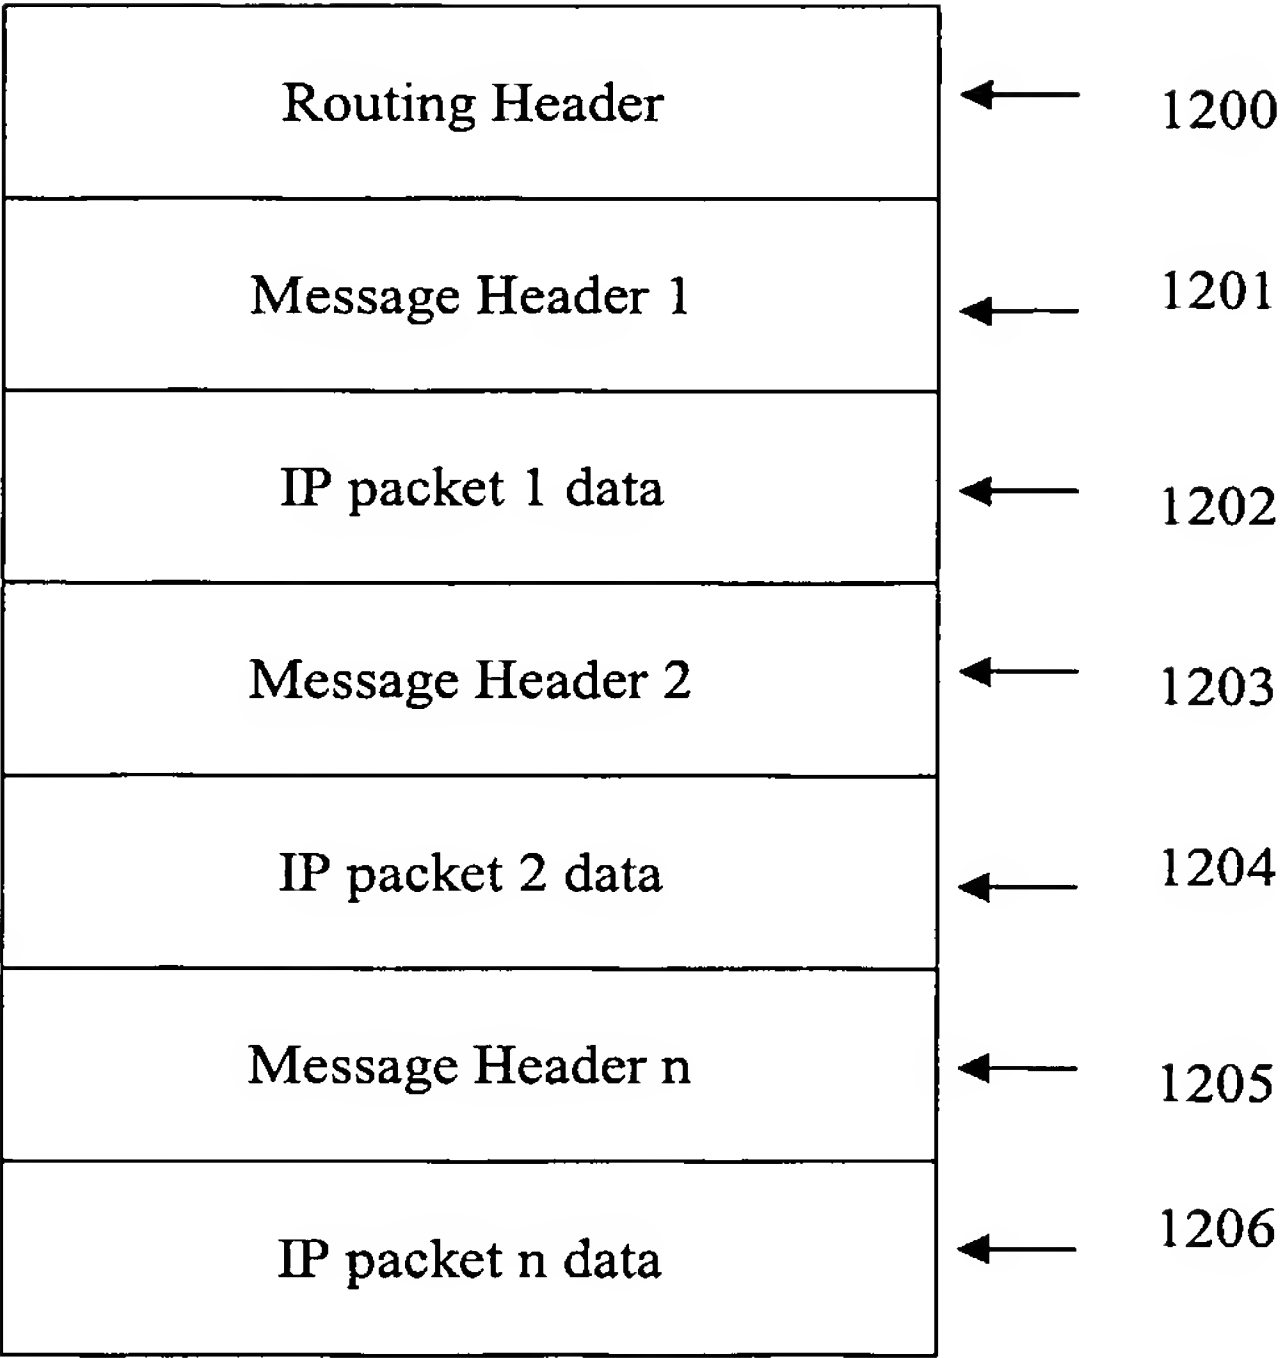 Routing Header 1200
Message Header 1 1201
IP packet 1 data 1202
Message Header 2 1203
IP packet 2 data 1204
Message Header n 1205
IP packet n data 1206